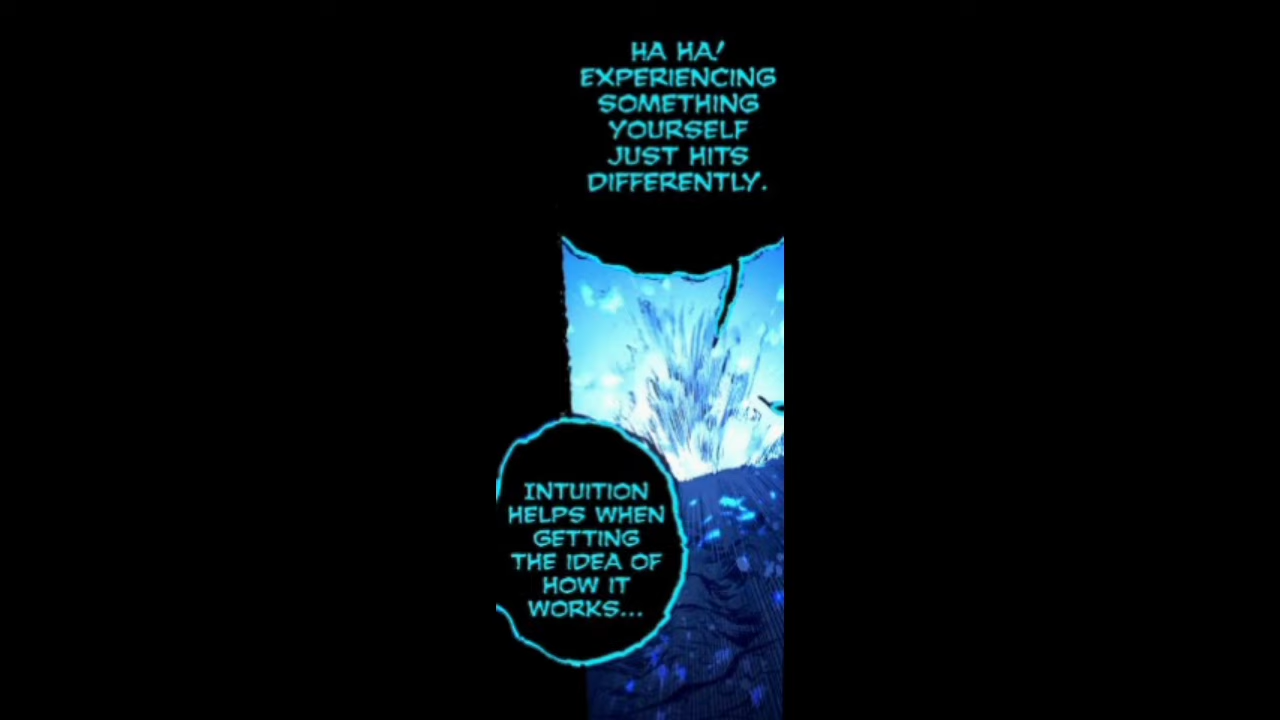 HA HA!
EXPERIENCING
SOMETHING
YOURSELF
JUST HITS
DIFFERENTLY.
INTUITION
HELPS WHEN
GETTING
THE IDEA OF
HOW IT
WORKS...